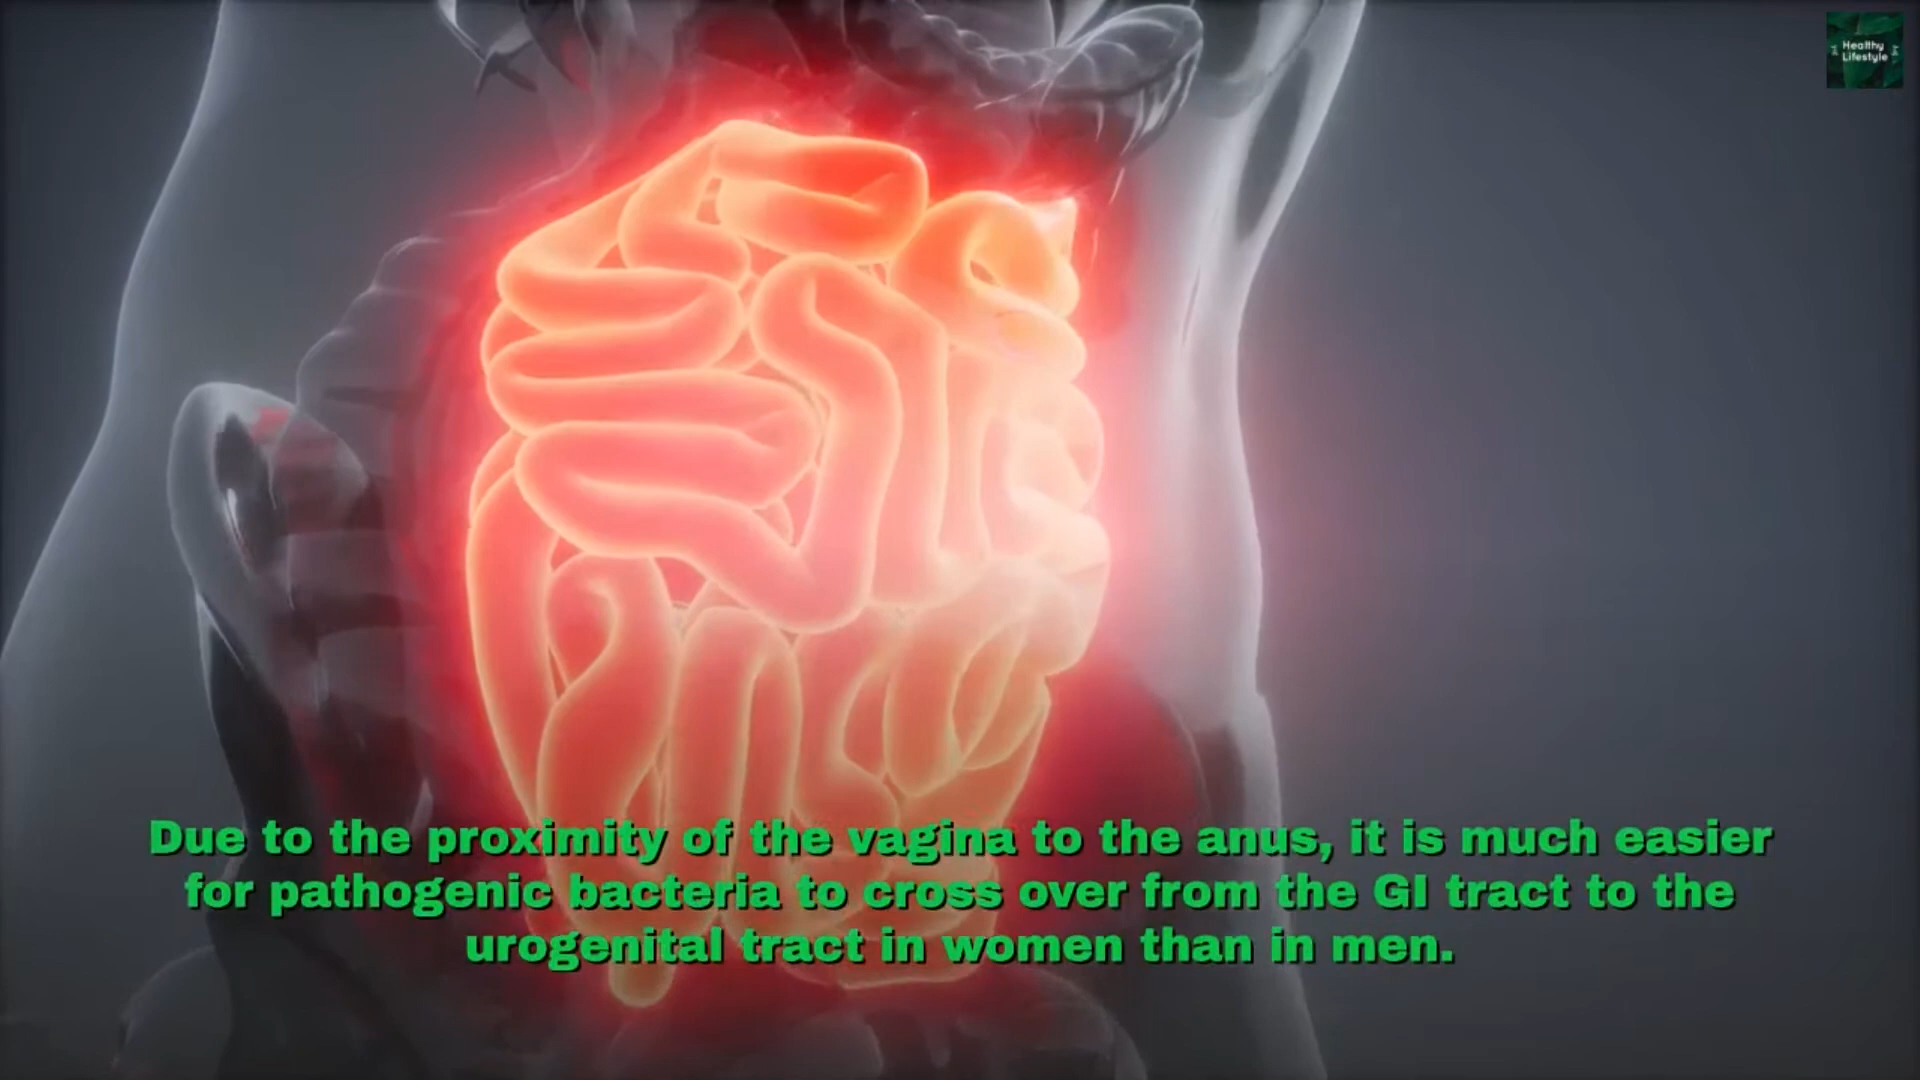 Healthy
Lifestyle
Due to the proximity of the vagina to the anus, it is much easier
for pathogenic bacteria to cross over from the GI tract to the
urogenital tract in women than in men.